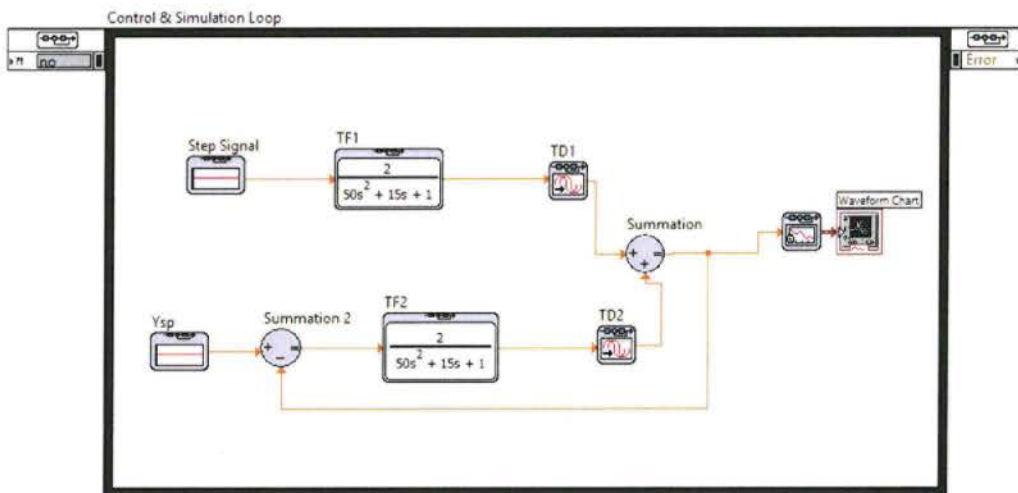 Control & Simulation Loop
no
Error
Step Signal
TF1
2
50s² + 15s + 1
TD1
Waveform Chart
Summation
+ + =
Ysp
Summation 2
+ − =
TF2
2
50s² + 15s + 1
TD2